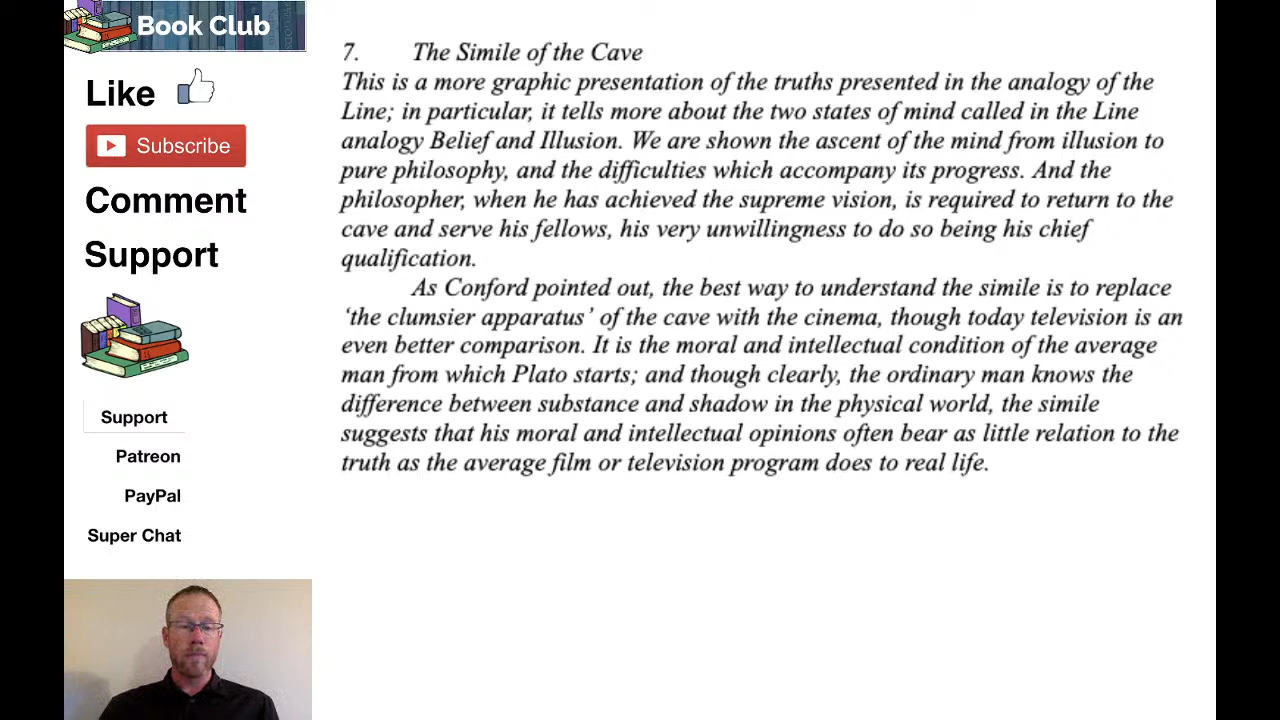 Book Club
Like
Subscribe
Comment
Support
Support
Patreon
PayPal
Super Chat
7. The Simile of the Cave
This is a more graphic presentation of the truths presented in the analogy of the
Line; in particular, it tells more about the two states of mind called in the Line
analogy Belief and Illusion. We are shown the ascent of the mind from illusion to
pure philosophy, and the difficulties which accompany its progress. And the
philosopher, when he has achieved the supreme vision, is required to return to the
cave and serve his fellows, his very unwillingness to do so being his chief
qualification.
As Conford pointed out, the best way to understand the simile is to replace
‘the clumsier apparatus’ of the cave with the cinema, though today television is an
even better comparison. It is the moral and intellectual condition of the average
man from which Plato starts; and though clearly, the ordinary man knows the
difference between substance and shadow in the physical world, the simile
suggests that his moral and intellectual opinions often bear as little relation to the
truth as the average film or television program does to real life.